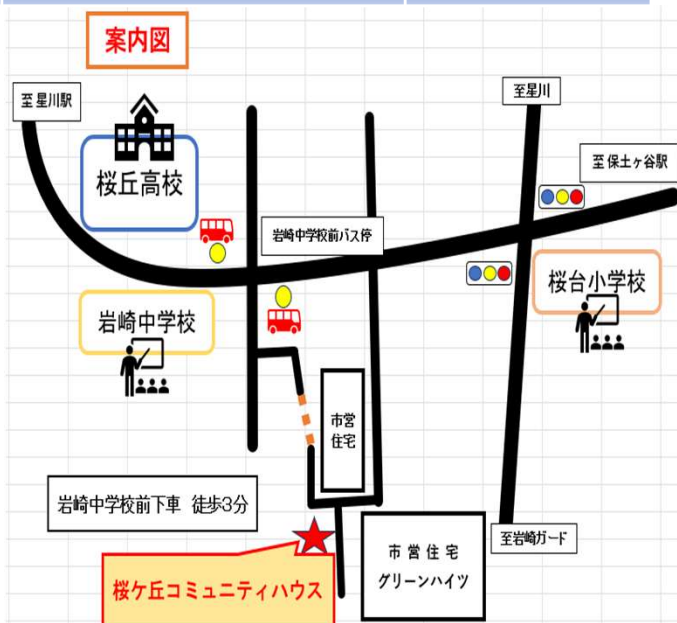 案内図
至星川駅
至星川
桜丘高校
至保土ヶ谷駅
岩崎中学校前バス停
桜台小学校
岩崎中学校
市営
住宅
岩崎中学校前下車 徒歩3分
至岩崎ガード
市営住宅
グリーンハイツ
桜ケ丘コミュニティハウス